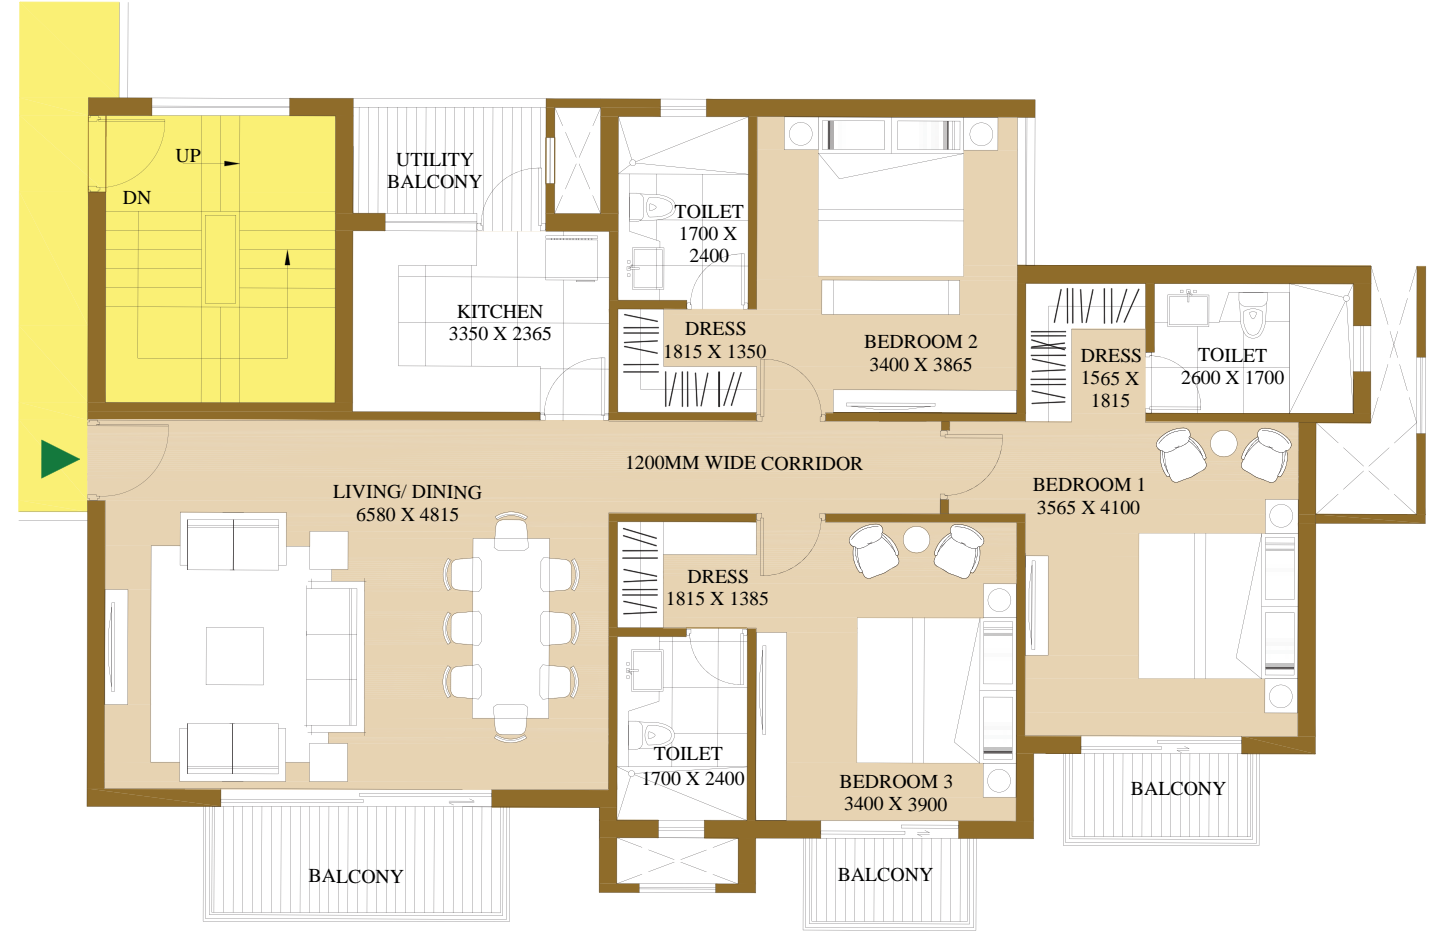 UP
DN
UTILITY
BALCONY
TOILET
1700 X
2400
KITCHEN
3350 X 2365
DRESS
1815 X 1350
BEDROOM 2
3400 X 3865
DRESS
1565 X
1815
TOILET
2600 X 1700
1200MM WIDE CORRIDOR
LIVING/ DINING
6580 X 4815
BEDROOM 1
3565 X 4100
DRESS
1815 X 1385
TOILET
1700 X 2400
BEDROOM 3
3400 X 3900
BALCONY
BALCONY
BALCONY